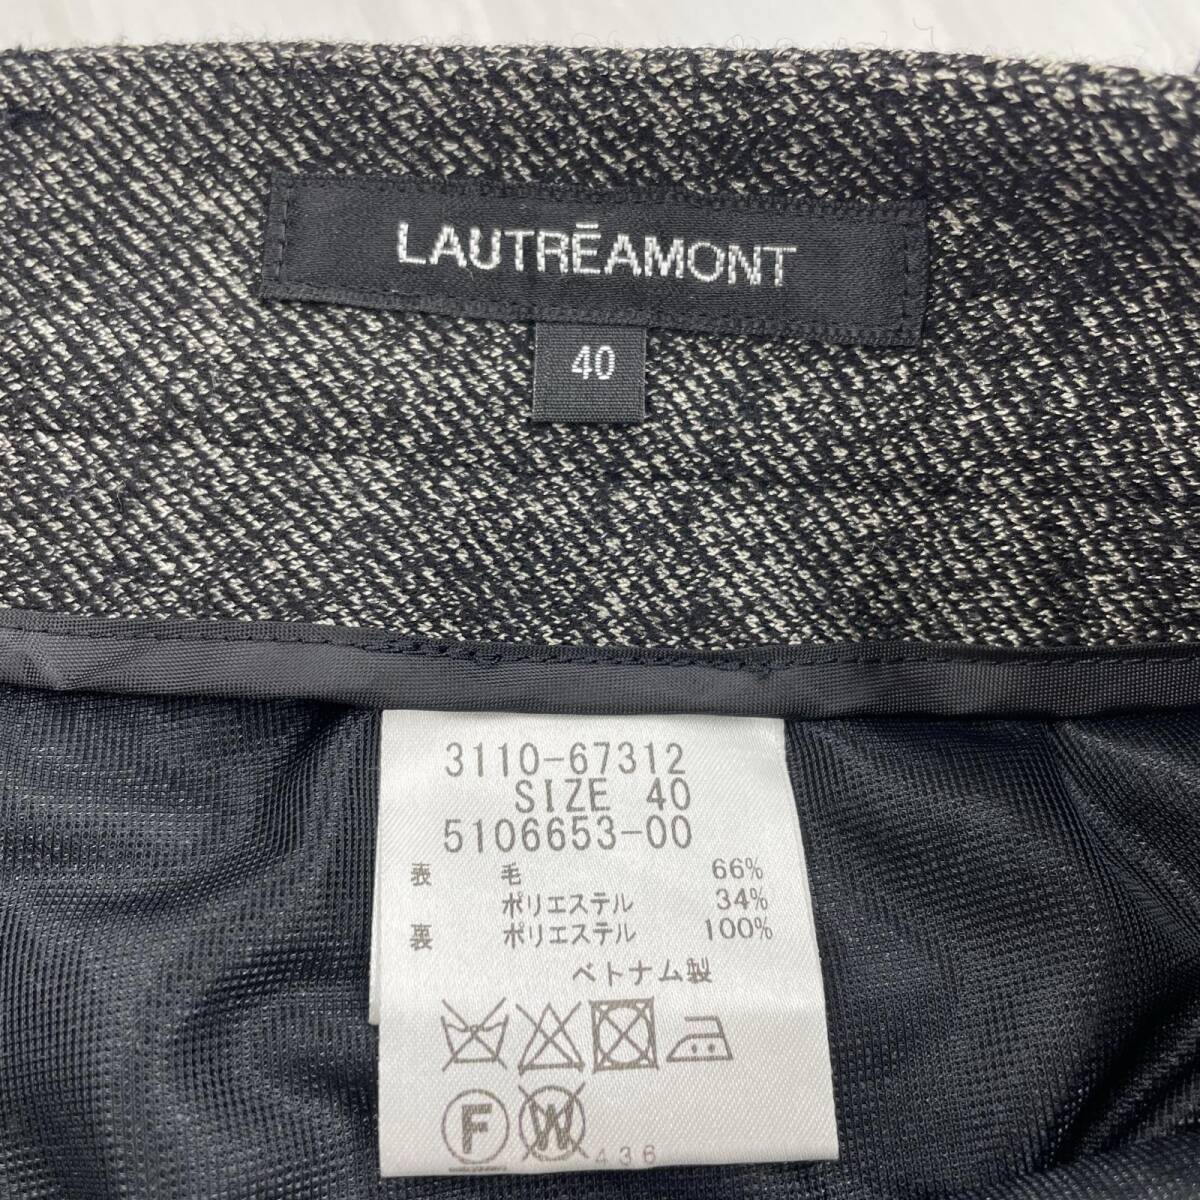 LAUTRĒAMONT
40
3110-67312
SIZE 40
5106653-00
表 毛 66%
ポリエステル 34%
裏 ポリエステル 100%
ベトナム製
F W
436